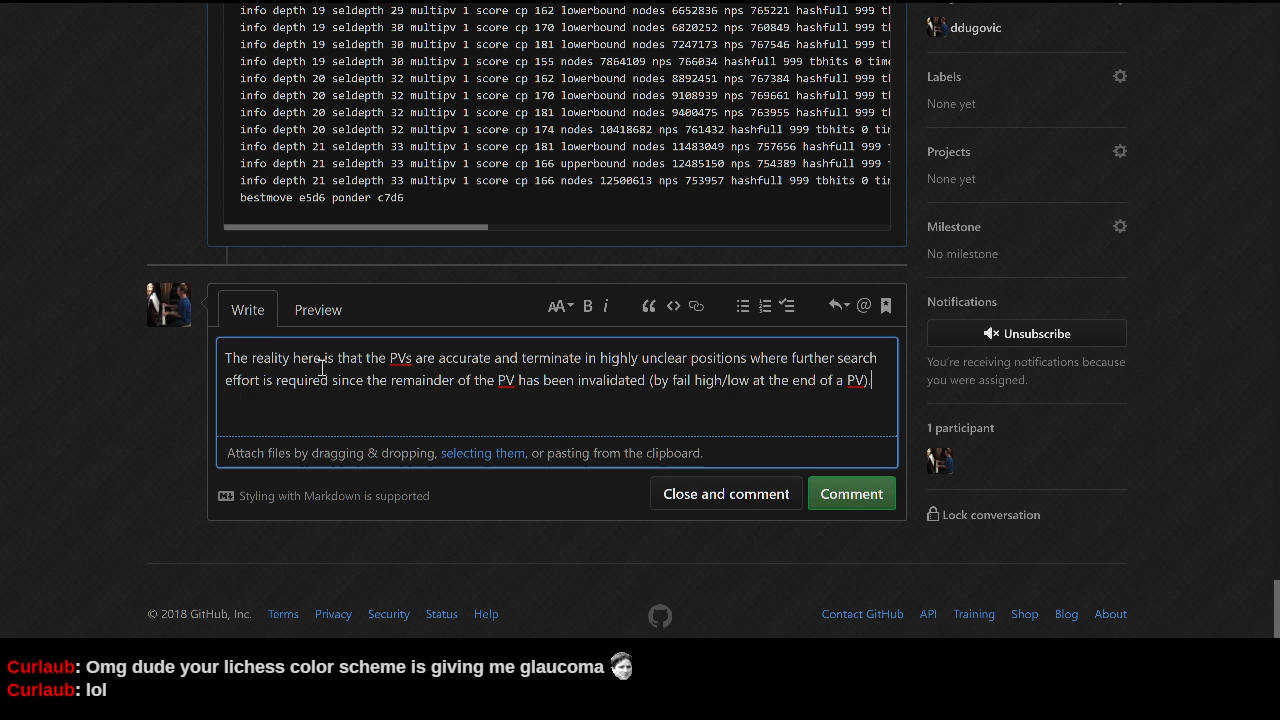 info depth 19 seldepth 29 multipv 1 score cp 162 lowerbound nodes 6652836 nps 765221 hashfull 999
ddugovic
info depth 19 seldepth 30 multipv 1 score cp 170 lowerbound nodes 6820252 nps 760849 hashfull 999
info depth 19 seldepth 30 multipv 1 score cp 181 lowerbound nodes 7247173 nps 767546 hashfull 999
info depth 19 seldepth 30 multipv 1 score cp 155 nodes 7864109 nps 766034 hashfull 999 tbhits 0 time
info depth 20 seldepth 32 multipv 1 score cp 162 lowerbound nodes 8892451 nps 767384 hashfull 999
Labels
info depth 20 seldepth 32 multipv 1 score cp 170 lowerbound nodes 9108939 nps 769661 hashfull 999
None yet
info depth 20 seldepth 32 multipv 1 score cp 181 lowerbound nodes 9400475 nps 763955 hashfull 999
info depth 20 seldepth 32 multipv 1 score cp 174 nodes 10418682 nps 761432 hashfull 999 tbhits 0
info depth 21 seldepth 33 multipv 1 score cp 181 lowerbound nodes 11483049 nps 757656 hashfull 999
Projects
info depth 21 seldepth 33 multipv 1 score cp 166 upperbound nodes 12485150 nps 754389 hashfull 999
None yet
info depth 21 seldepth 33 multipv 1 score cp 166 nodes 12500613 nps 753957 hashfull 999 tbhits 0
bestmove e5d6 ponder c7d6
Milestone
No milestone
Notifications
Write Preview AA B i @
Unsubscribe
You're receiving notifications because
you were assigned.
The reality here is that the PVs are accurate and terminate in highly unclear positions where further search
effort is required since the remainder of the PV has been invalidated (by fail high/low at the end of a PV).
1 participant
Attach files by dragging & dropping, selecting them, or pasting from the clipboard.
Styling with Markdown is supported
Close and comment
Comment
Lock conversation
© 2018 GitHub, Inc. Terms Privacy Security Status Help
Contact GitHub API Training Shop Blog About
Curlaub: Omg dude your lichess color scheme is giving me glaucoma
Curlaub: lol